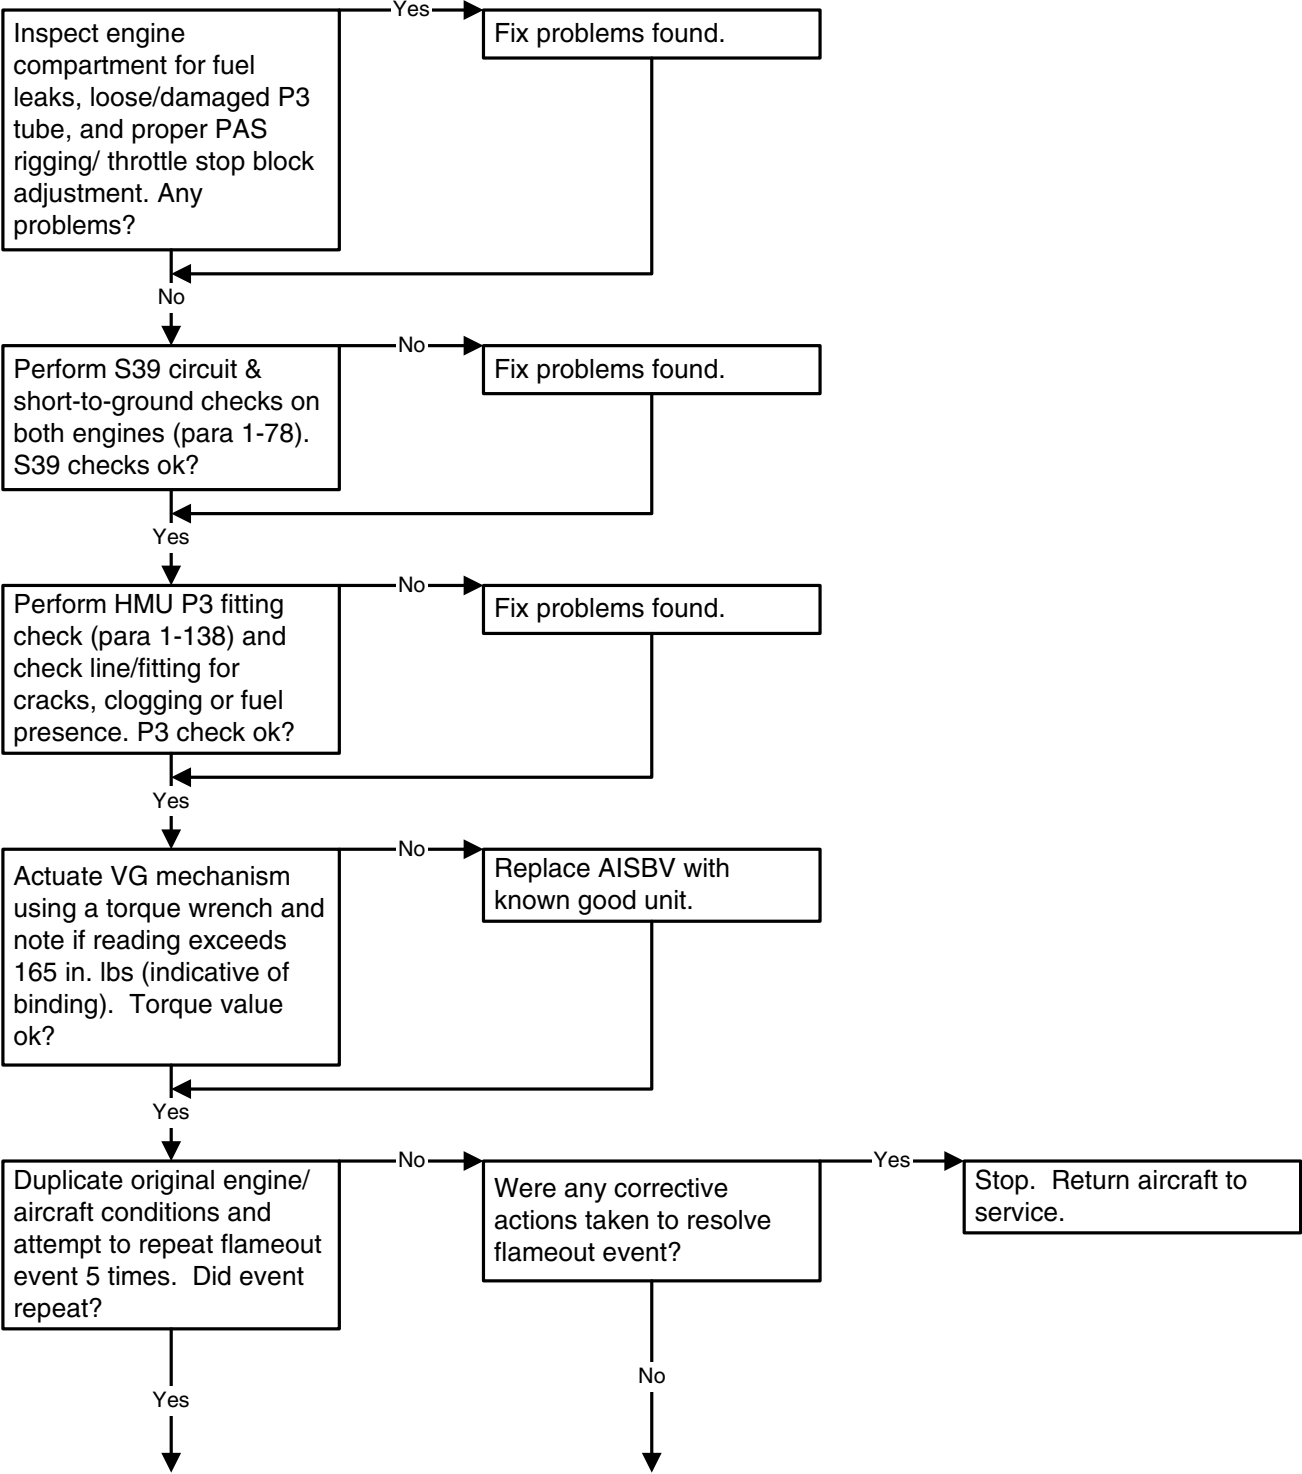 Yes
Inspect engine
compartment for fuel
leaks, loose/damaged P3
tube, and proper PAS
rigging/ throttle stop block
adjustment. Any
problems?
Fix problems found.
No
No
Perform S39 circuit &
short-to-ground checks on
both engines (para 1-78).
S39 checks ok?
Fix problems found.
Yes
No
Perform HMU P3 fitting
check (para 1-138) and
check line/fitting for
cracks, clogging or fuel
presence. P3 check ok?
Fix problems found.
Yes
No
Actuate VG mechanism
using a torque wrench and
note if reading exceeds
165 in. lbs (indicative of
binding).  Torque value
ok?
Replace AISBV with
known good unit.
Yes
No
Duplicate original engine/
aircraft conditions and
attempt to repeat flameout
event 5 times.  Did event
repeat?
Were any corrective
actions taken to resolve
flameout event?
Yes
Stop.  Return aircraft to
service.
No
Yes